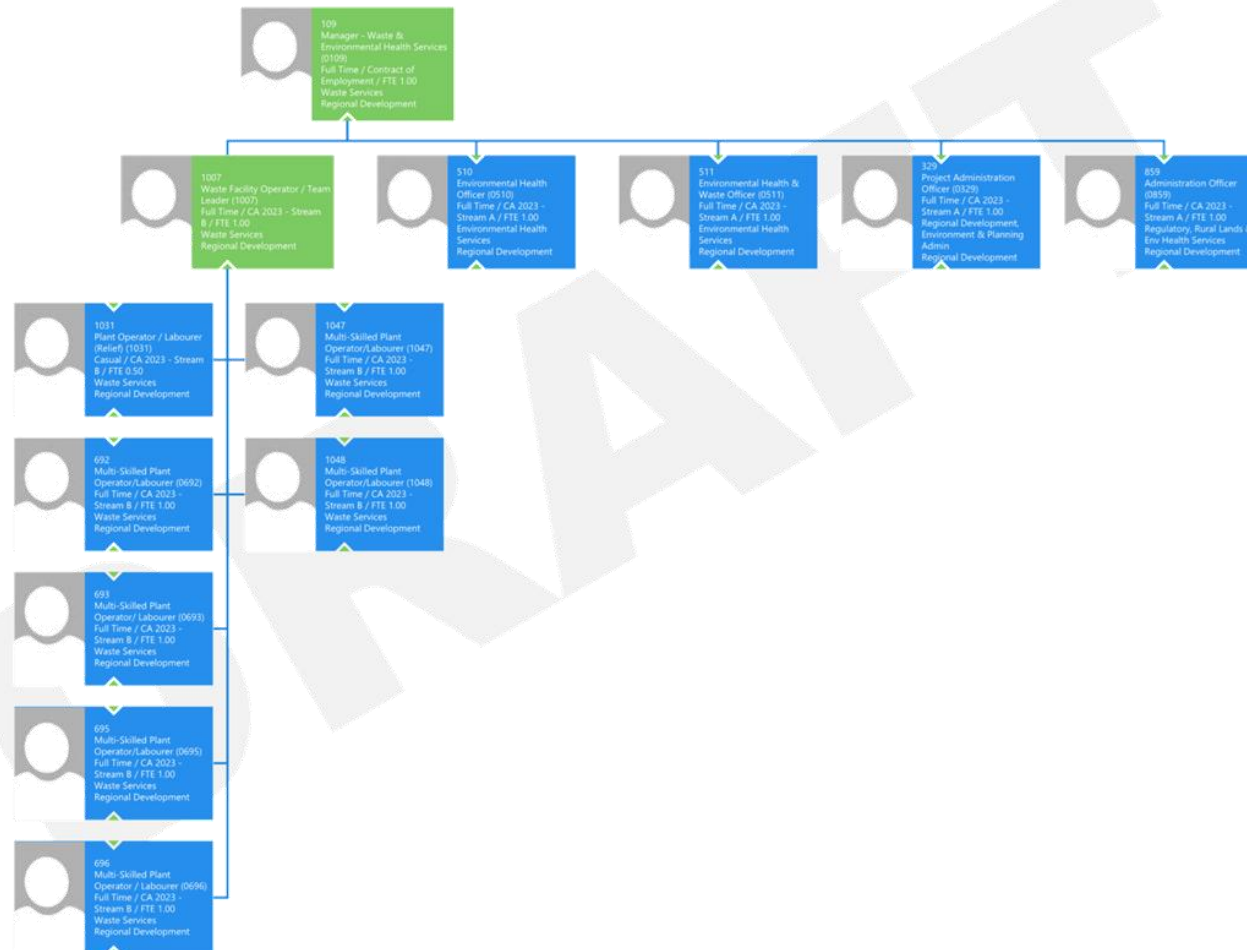 109
Manager - Waste &
Environmental Health Services
(0109)
Full Time / Contract of
Employment / FTE 1.00
Waste Services
Regional Development
1007
Waste Facility Operator / Team
Leader (1007)
Full Time / CA 2023 - Stream
B / FTE 1.00
Waste Services
Regional Development
510
Environmental Health
Officer (0510)
Full Time / CA 2023 -
Stream A / FTE 1.00
Environmental Health
Services
Regional Development
511
Environmental Health &
Waste Officer (0511)
Full Time / CA 2023 -
Stream A / FTE 1.00
Environmental Health
Services
Regional Development
329
Project Administration
Officer (0329)
Full Time / CA 2023 -
Stream A / FTE 1.00
Regional Development,
Environment & Planning
Admin
Regional Development
859
Administration Officer
(0859)
Full Time / CA 2023 -
Stream A / FTE 1.00
Regulatory, Rural Lands &
Env Health Services
Regional Development
1031
Plant Operator / Labourer
(Relief) (1031)
Casual / CA 2023 - Stream
B / FTE 0.50
Waste Services
Regional Development
1047
Multi-Skilled Plant
Operator/Labourer (1047)
Full Time / CA 2023 -
Stream B / FTE 1.00
Waste Services
Regional Development
692
Multi-Skilled Plant
Operator/Labourer (0692)
Full Time / CA 2023 -
Stream B / FTE 1.00
Waste Services
Regional Development
1048
Multi-Skilled Plant
Operator/Labourer (1048)
Full Time / CA 2023 -
Stream B / FTE 1.00
Waste Services
Regional Development
693
Multi-Skilled Plant
Operator/ Labourer (0693)
Full Time / CA 2023 -
Stream B / FTE 1.00
Waste Services
Regional Development
695
Multi-Skilled Plant
Operator/Labourer (0695)
Full Time / CA 2023 -
Stream B / FTE 1.00
Waste Services
Regional Development
696
Multi-Skilled Plant
Operator / Labourer (0696)
Full Time / CA 2023 -
Stream B / FTE 1.00
Waste Services
Regional Development
DRAFT